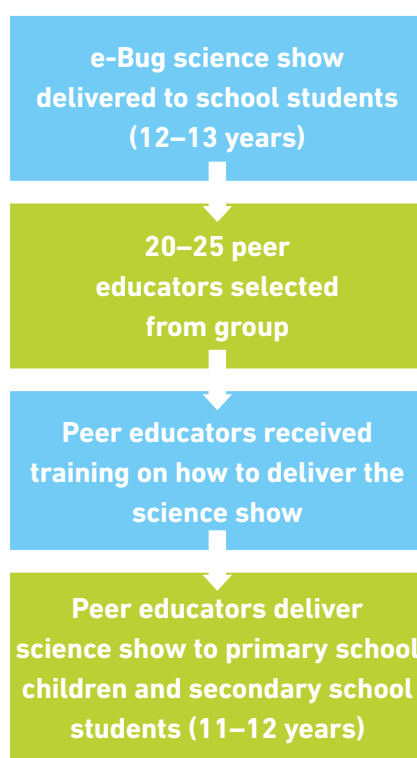 e-Bug science show
delivered to school students
(12–13 years)
20–25 peer
educators selected
from group
Peer educators received
training on how to deliver the
science show
Peer educators deliver
science show to primary school
children and secondary school
students (11–12 years)